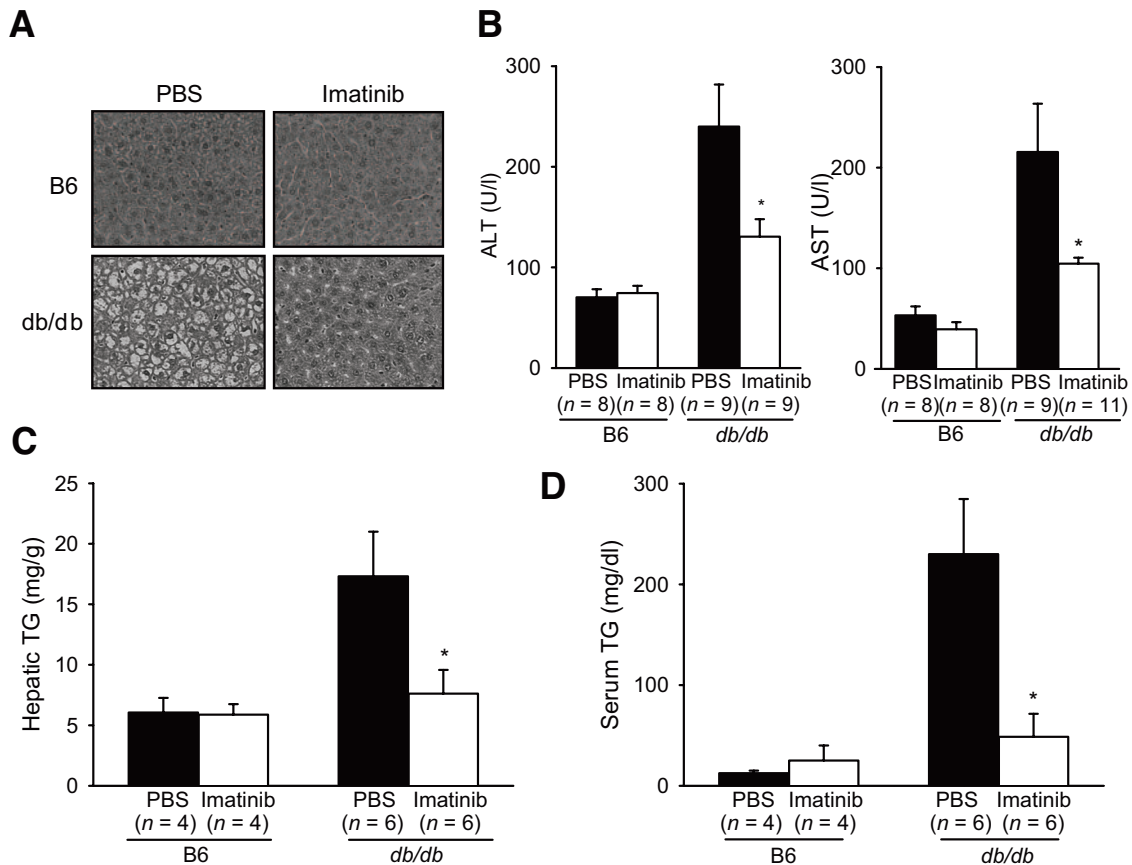 A
PBS Imatinib
B6
db/db
B
300
200
100
0
ALT (U/l)
*
PBS Imatinib PBS Imatinib
(n = 8)(n = 8) (n = 9)(n = 9)
B6 db/db
300
200
100
0
AST (U/l)
*
PBSImatinib PBS Imatinib
(n = 8)(n = 8)(n = 9)(n = 11)
B6 db/db
C
25
20
15
10
5
0
Hepatic TG (mg/g)
*
PBS Imatinib PBS Imatinib
(n = 4) (n = 4) (n = 6) (n = 6)
B6 db/db
D
300
200
100
0
Serum TG (mg/dl)
*
PBS Imatinib PBS Imatinib
(n = 4) (n = 4) (n = 6) (n = 6)
B6 db/db